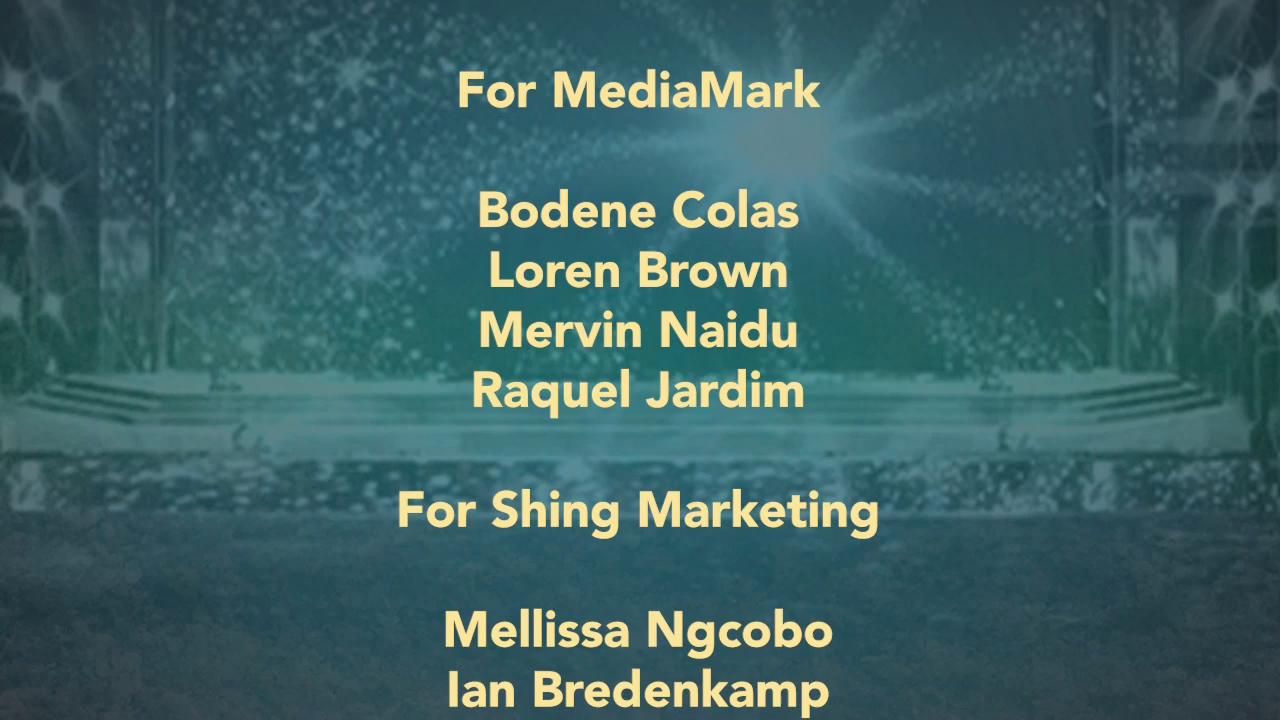 For MediaMark
Bodene Colas
Loren Brown
Mervin Naidu
Raquel Jardim
For Shing Marketing
Mellissa Ngcobo
Ian Bredenkamp